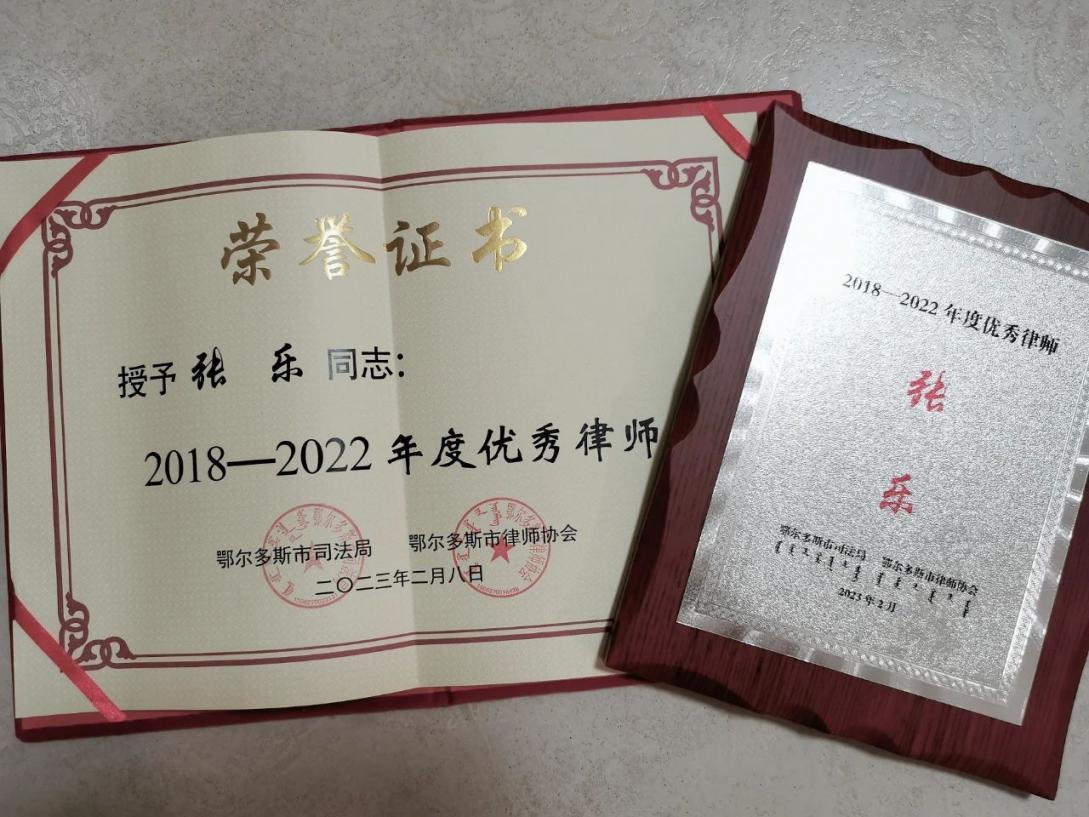 荣誉证书
授予 张 乐 同志:
2018—2022年度优秀律师
鄂尔多斯市司法局 鄂尔多斯市律师协会
二〇二三年二月八日
2018—2022年度优秀律师
张
乐
鄂尔多斯市司法局 鄂尔多斯市律师协会
2023年2月